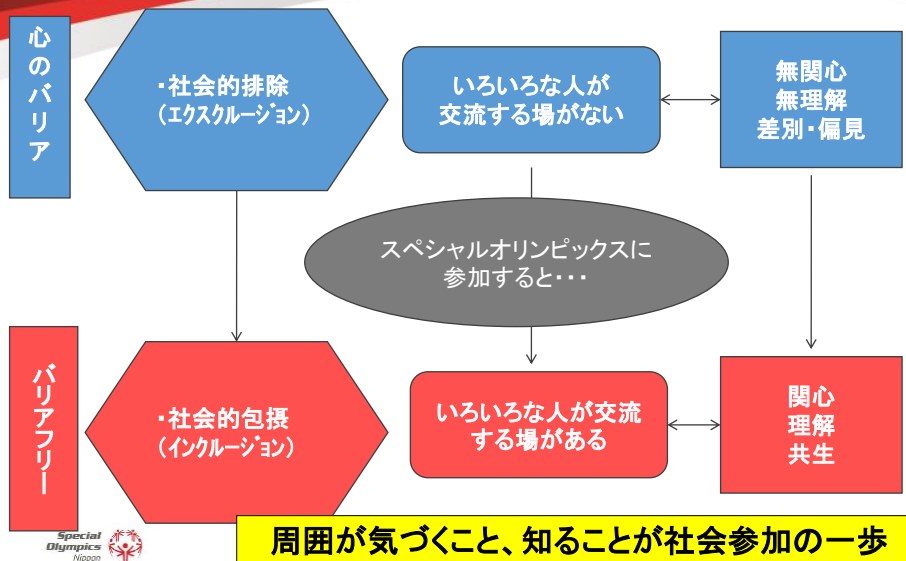 心のバリア
・社会的排除
（エクスクルージョン）
いろいろな人が
交流する場がない
無関心
無理解
差別・偏見
スペシャルオリンピックスに
参加すると・・・
バリアフリー
・社会的包摂
（インクルージョン）
いろいろな人が交流
する場がある
関心
理解
共生
Special
Olympics
Nippon
周囲が気づくこと、知ることが社会参加の一歩